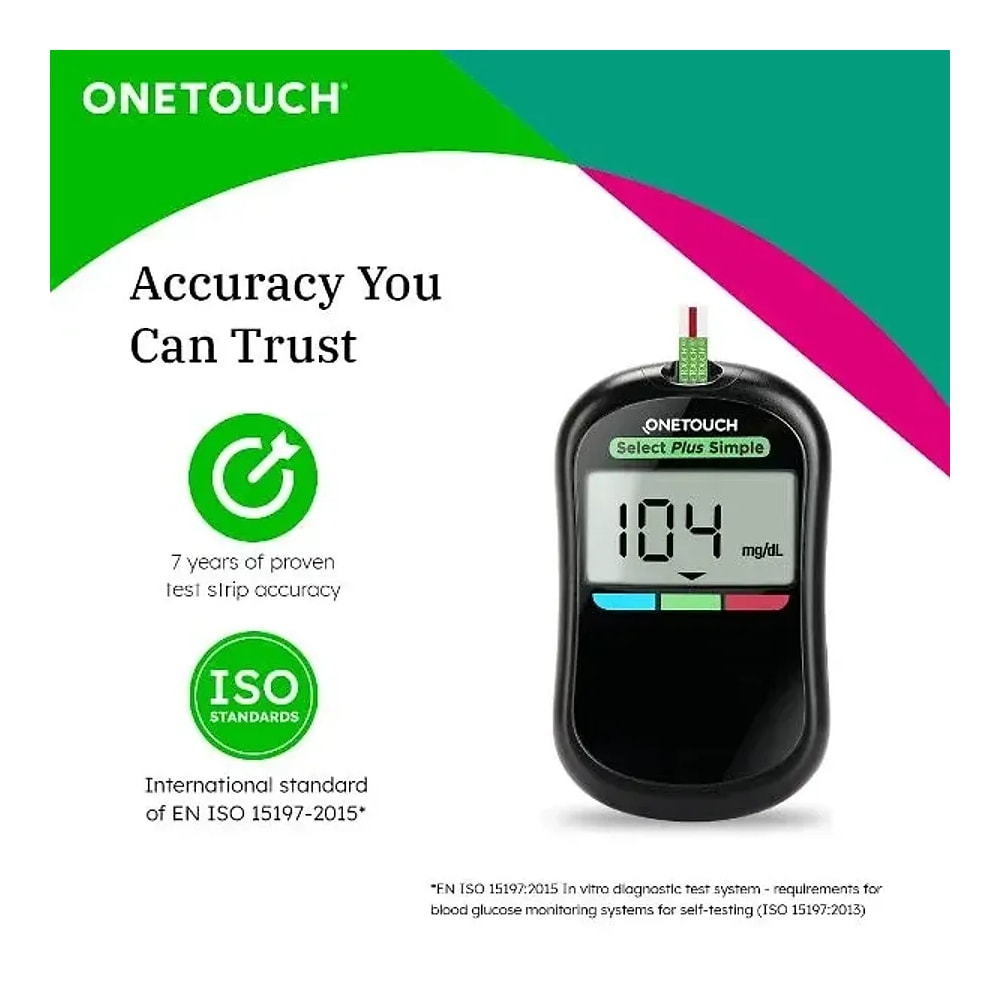 ONETOUCH®
Accuracy You
Can Trust
7 years of proven
test strip accuracy
ISO
STANDARDS
International standard
of EN ISO 15197-2015*
ONETOUCH
Select Plus Simple
104
mg/dL
*EN ISO 15197:2015 In vitro diagnostic test system - requirements for
blood glucose monitoring systems for self-testing (ISO 15197:2013)